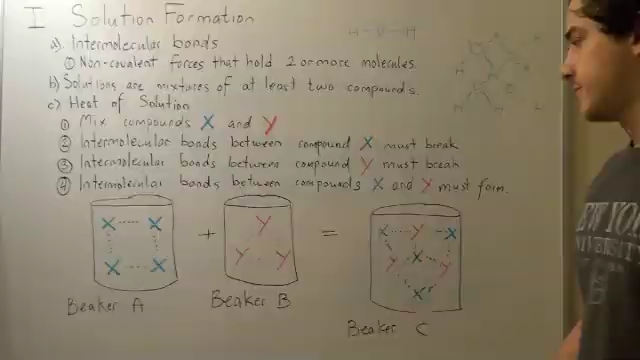 I Solution Formation
a) Intermolecular bonds
① Non-covalent forces that hold 2 or more molecules.
b) Solutions are mixtures of at least two compounds.
c) Heat of Solution
① Mix compounds X and Y
② Intermolecular bonds between compound X must break
③ Intermolecular bonds between compound Y must break
④ Intermolecular bonds between compounds X and Y must form.
X X
X X
+
Y
Y Y
=
X Y X
Y X Y
X
Beaker A
Beaker B
Beaker C
NEW YORK
UNIVERSITY